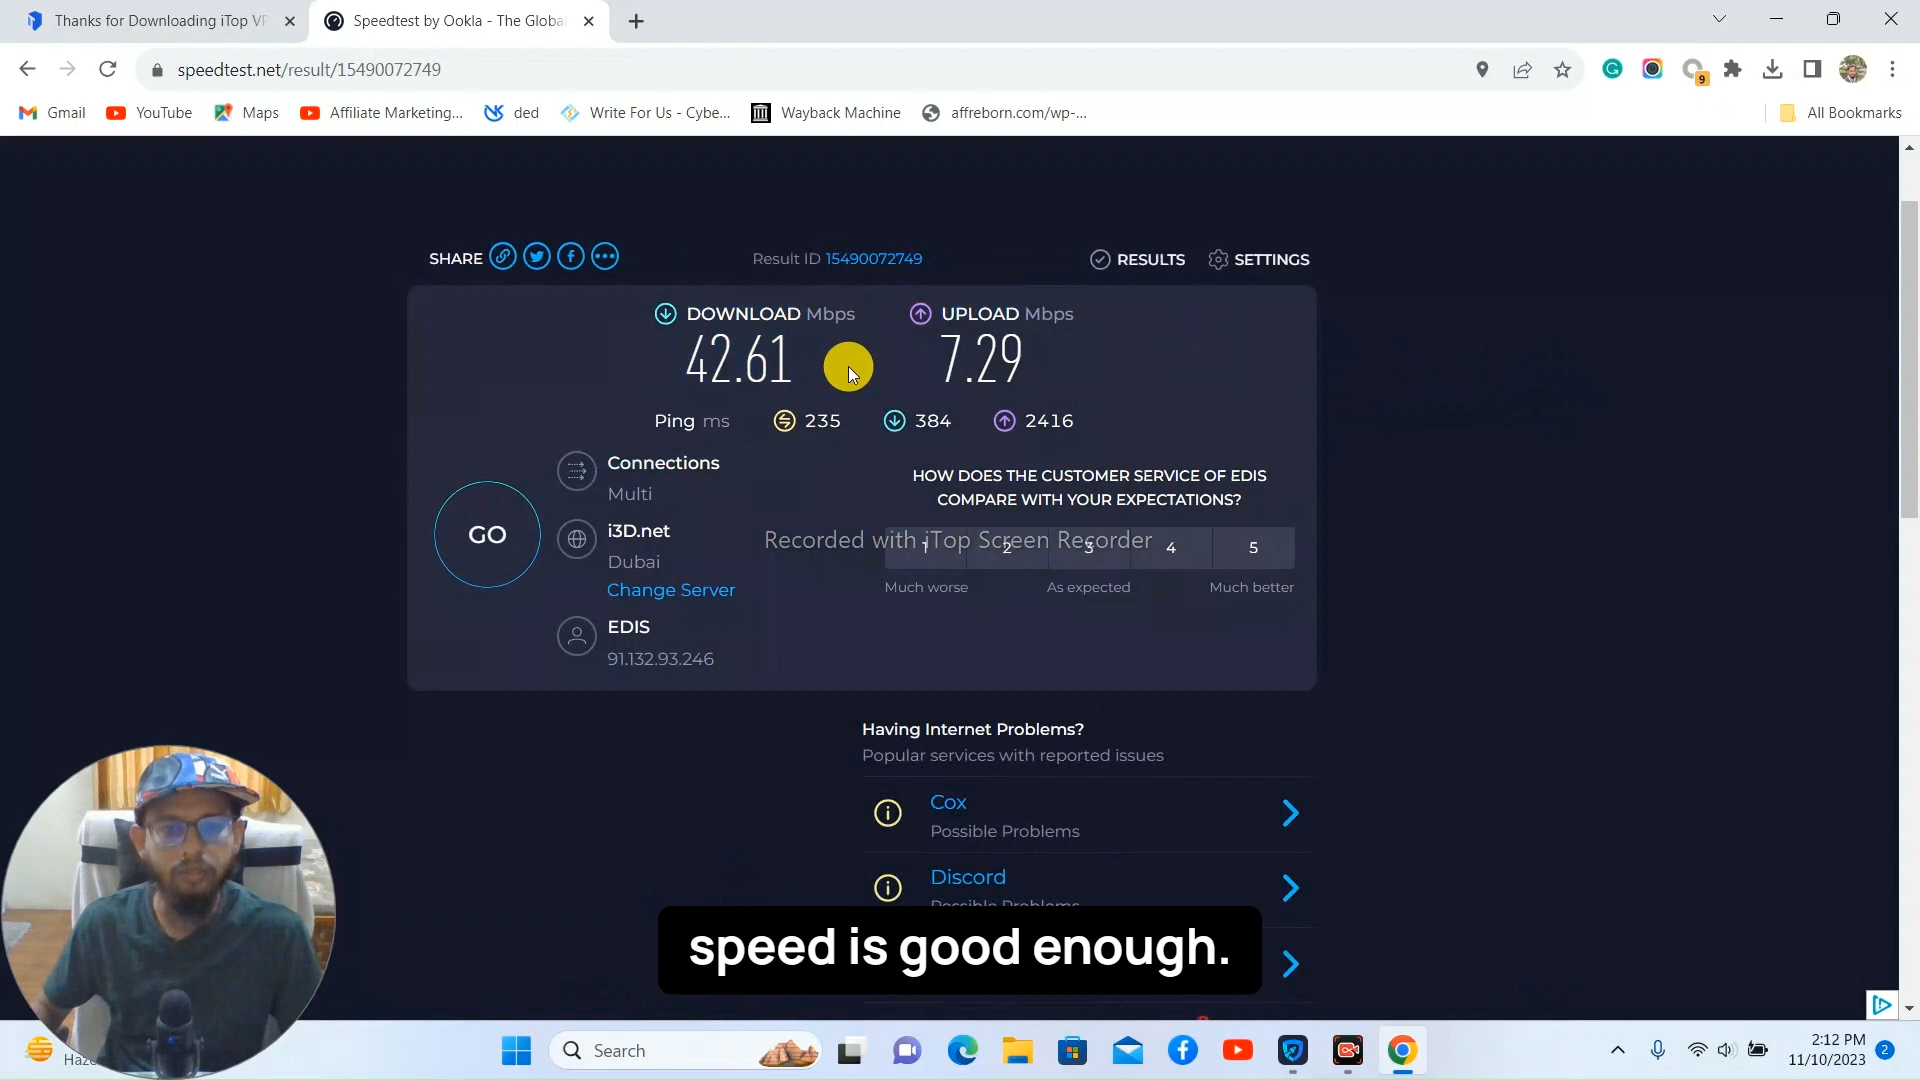 Thanks for Downloading iTop VP
Speedtest by Ookla - The Globa
speedtest.net/result/15490072749
9
Gmail
YouTube
Maps
Affiliate Marketing...
ded
Write For Us - Cybe...
Wayback Machine
affreborn.com/wp-...
All Bookmarks
SHARE
Result ID 15490072749
RESULTS
SETTINGS
DOWNLOAD Mbps
UPLOAD Mbps
42.61
7.29
Ping ms
235
384
2416
Connections
Multi
HOW DOES THE CUSTOMER SERVICE OF EDIS
COMPARE WITH YOUR EXPECTATIONS?
GO
i3D.net
Dubai
Change Server
Recorded with iTop Screen Recorder
1 2 3 4 5
Much worse
As expected
Much better
EDIS
91.132.93.246
Having Internet Problems?
Popular services with reported issues
Cox
Possible Problems
Discord
Possible Problems
speed is good enough.
Search
2:12 PM
11/10/2023
2